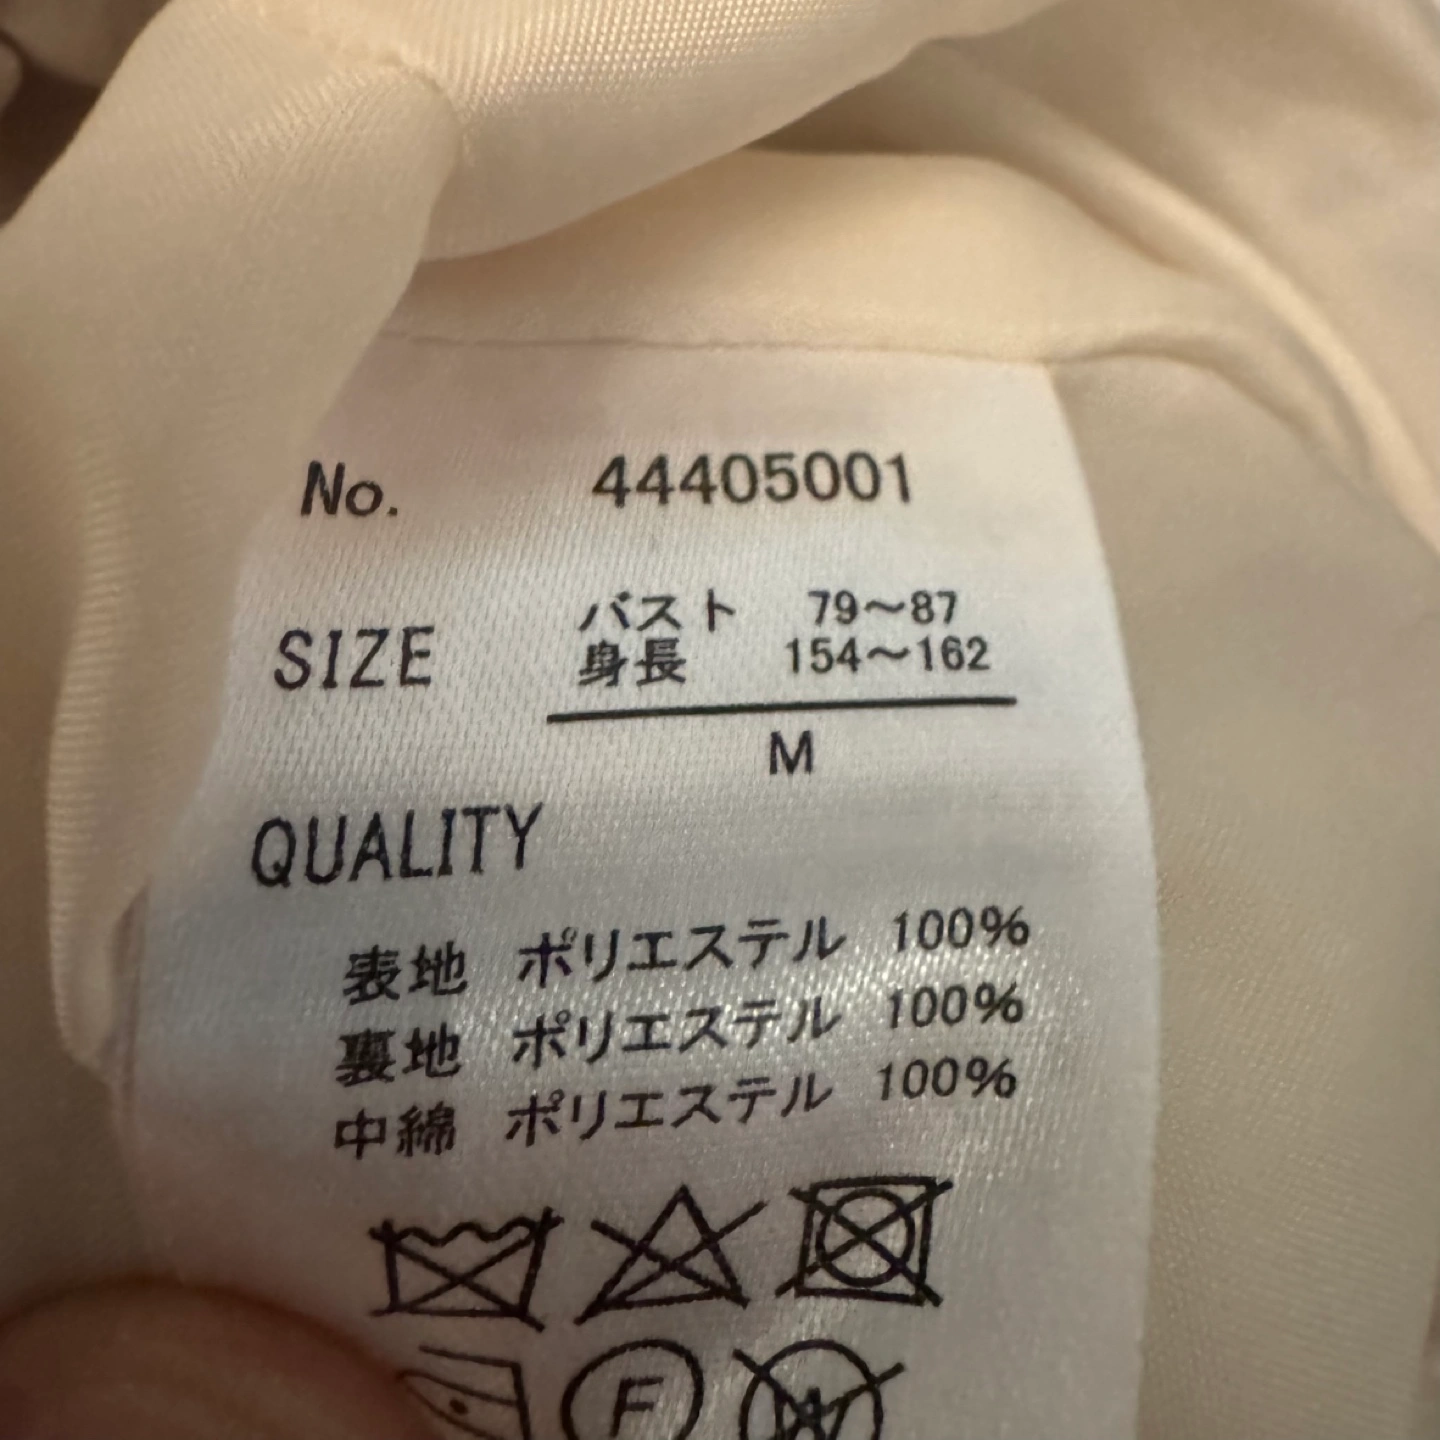 No. 44405001
SIZE
バスト 79〜87
身長 154〜162
M
QUALITY
表地 ポリエステル 100%
裏地 ポリエステル 100%
中綿 ポリエステル 100%
F
W